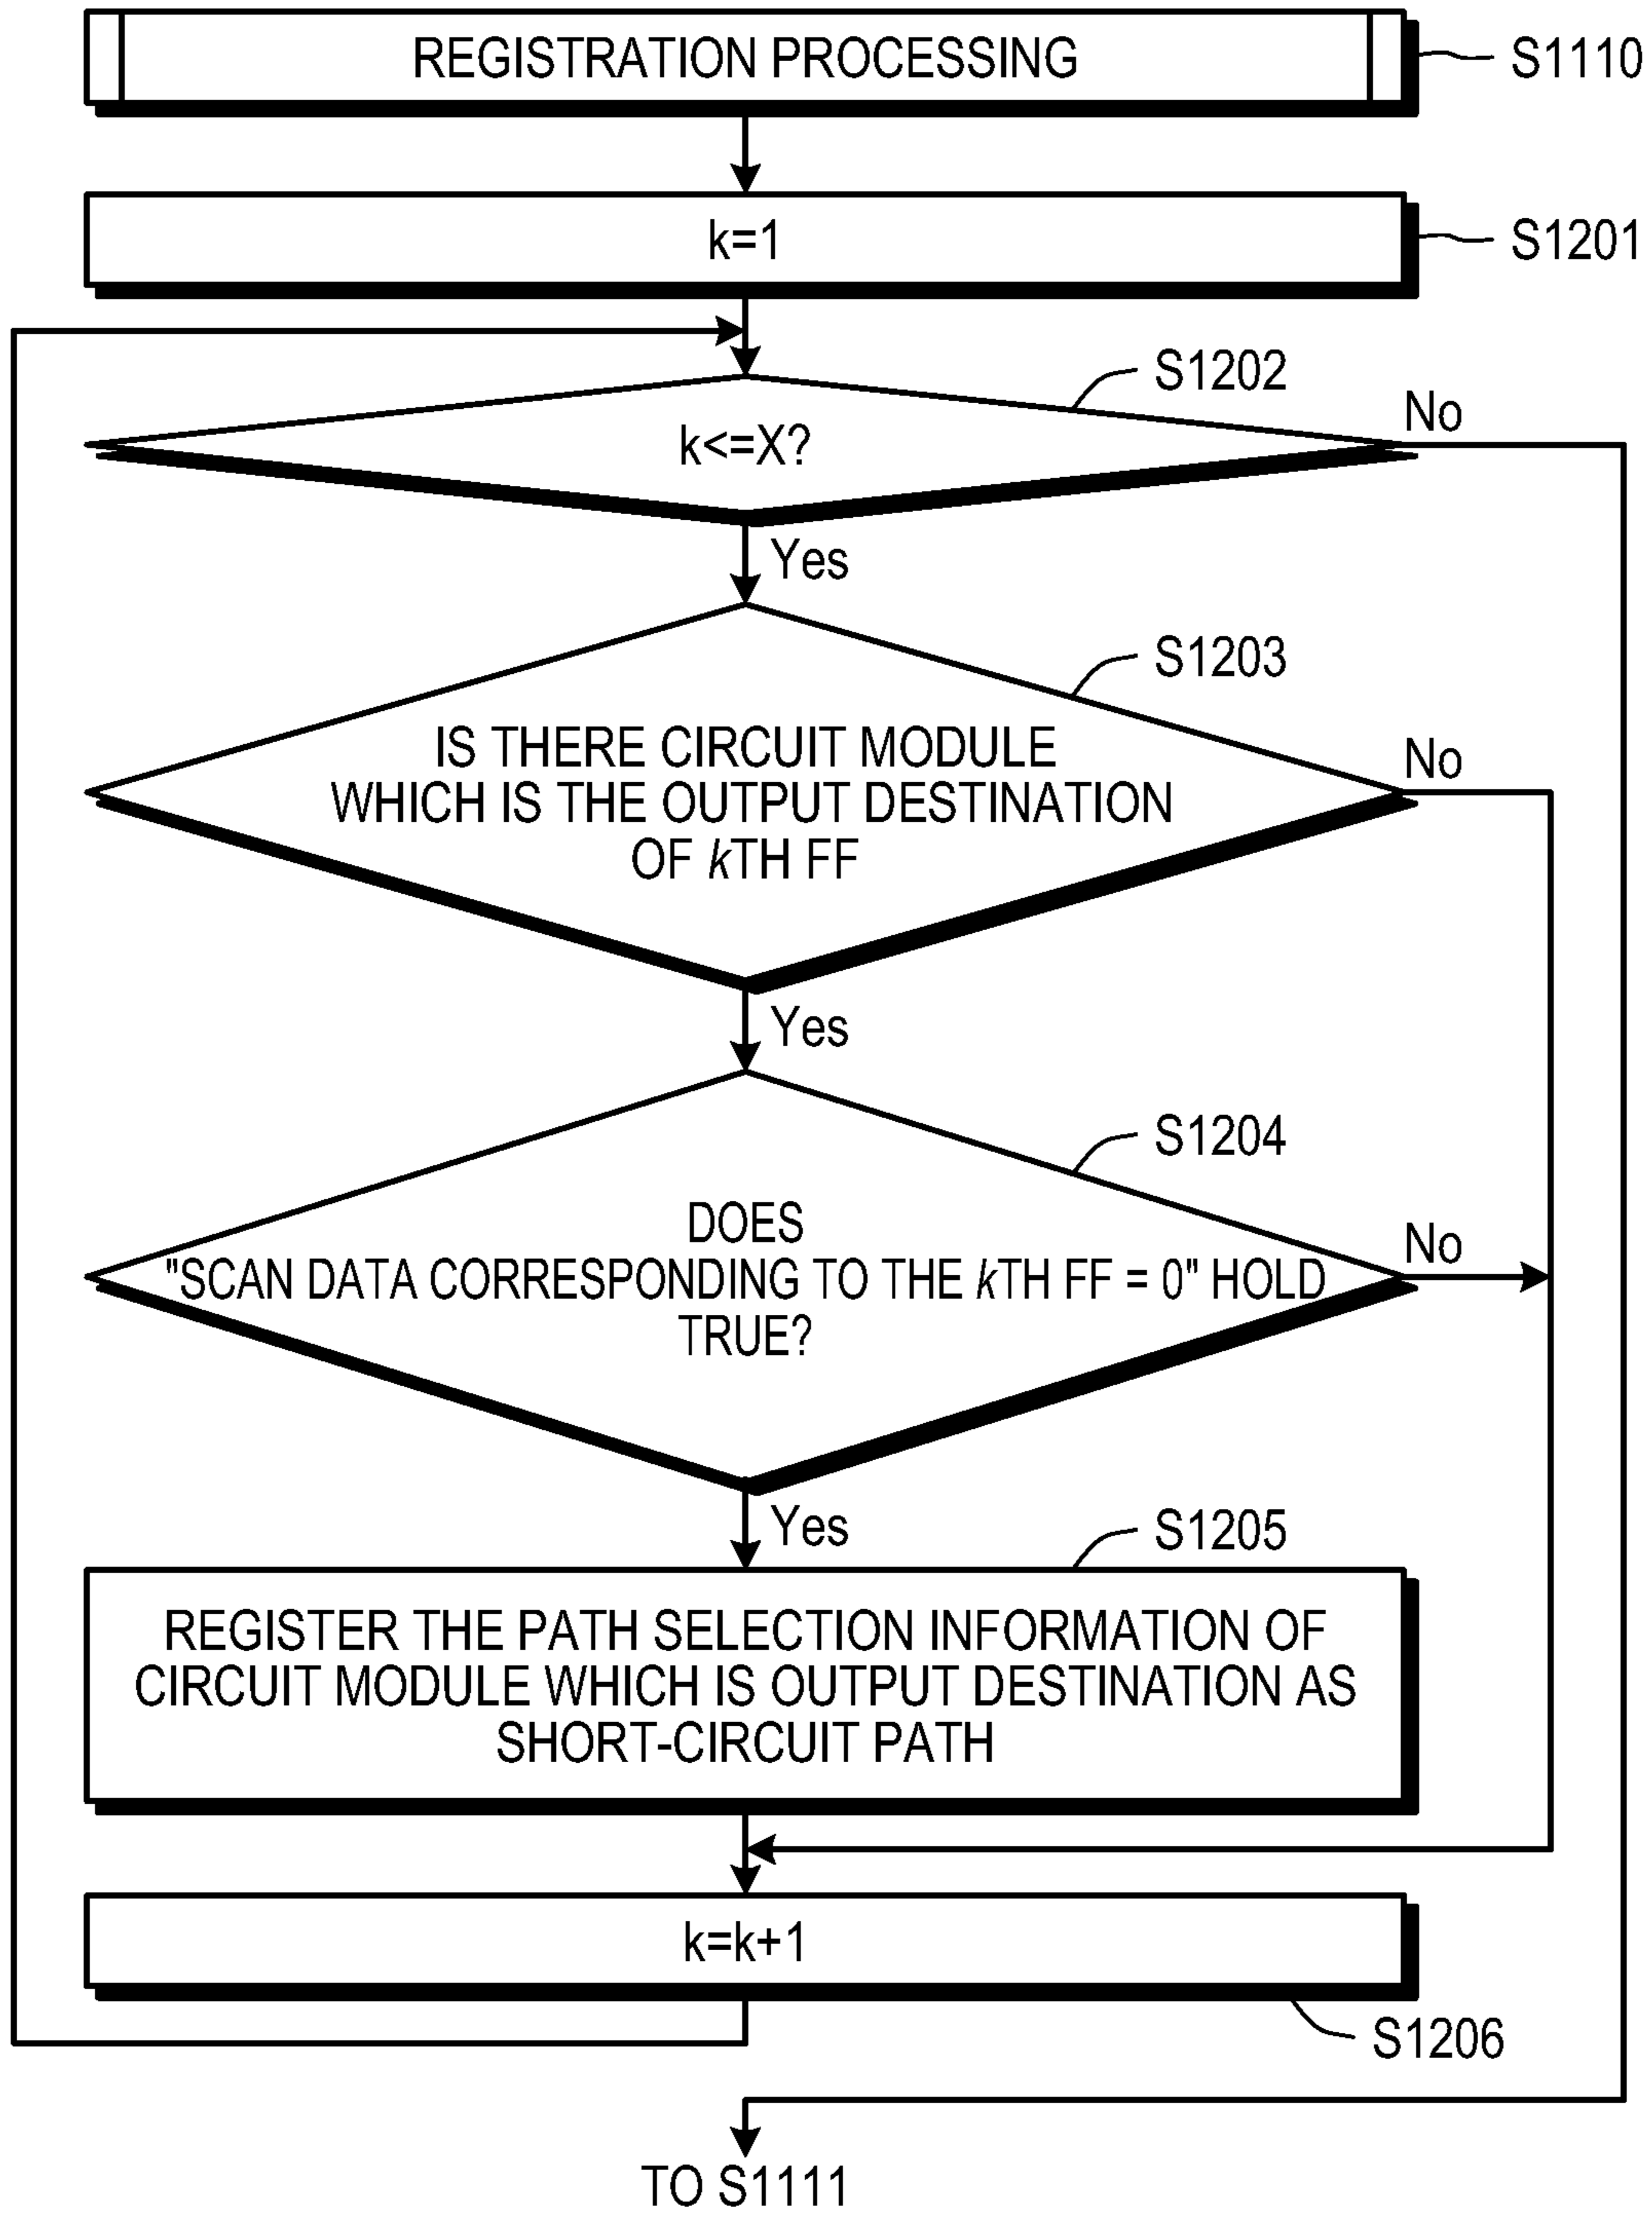 REGISTRATION PROCESSING
S1110
k=1
S1201
S1202
No
k<=X?
Yes
S1203
IS THERE CIRCUIT MODULE
WHICH IS THE OUTPUT DESTINATION
OF kTH FF
No
Yes
S1204
DOES
"SCAN DATA CORRESPONDING TO THE kTH FF = 0" HOLD
TRUE?
No
Yes
S1205
REGISTER THE PATH SELECTION INFORMATION OF
CIRCUIT MODULE WHICH IS OUTPUT DESTINATION AS
SHORT-CIRCUIT PATH
k=k+1
S1206
TO S1111